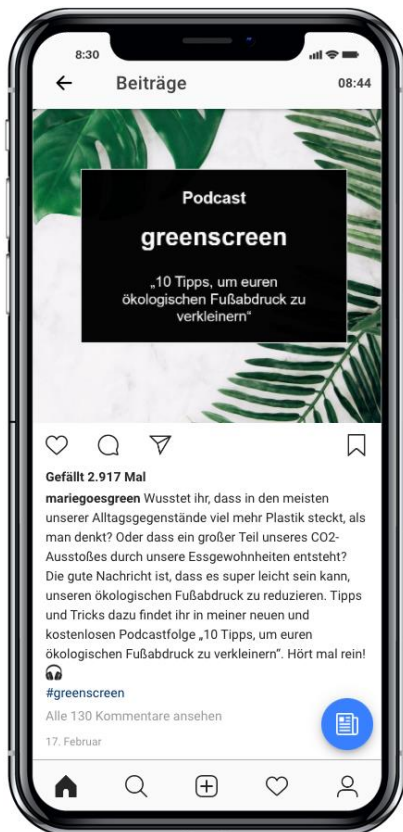 8:30
Beiträge
08:44
Podcast
greenscreen
„10 Tipps, um euren
ökologischen Fußabdruck zu
verkleinern“
Gefällt 2.917 Mal
mariegoesgreen Wusstet ihr, dass in den meisten
unserer Alltagsgegenstände viel mehr Plastik steckt, als
man denkt? Oder dass ein großer Teil unseres CO2-
Ausstoßes durch unsere Essgewohnheiten entsteht?
Die gute Nachricht ist, dass es super leicht sein kann,
unseren ökologischen Fußabdruck zu reduzieren. Tipps
und Tricks dazu findet ihr in meiner neuen und
kostenlosen Podcastfolge „10 Tipps, um euren
ökologischen Fußabdruck zu verkleinern“. Hört mal rein!
🎧
#greenscreen
Alle 130 Kommentare ansehen
17. Februar